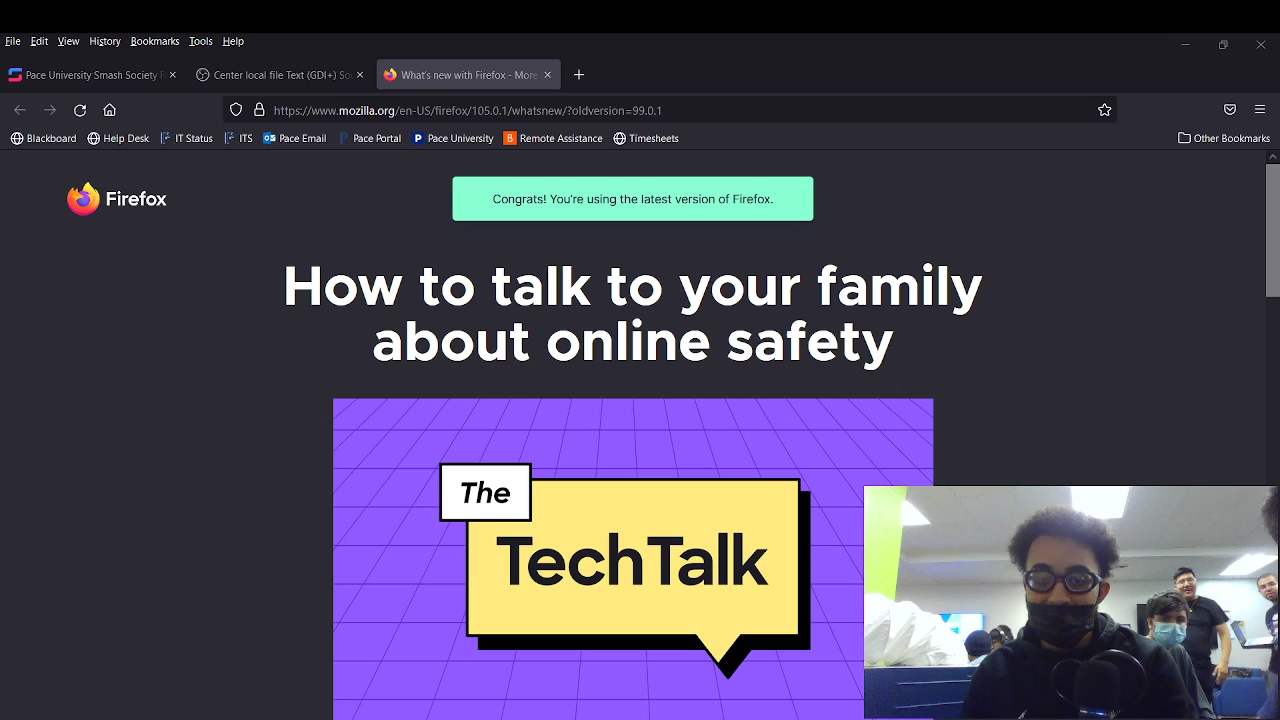 File Edit View History Bookmarks Tools Help
Pace University Smash Society F
Center local file Text (GDI+) So
What's new with Firefox - More
https://www.mozilla.org/en-US/firefox/105.0.1/whatsnew/?oldversion=99.0.1
Blackboard Help Desk IT Status ITS Pace Email Pace Portal Pace University Remote Assistance Timesheets Other Bookmarks
Firefox
Congrats! You're using the latest version of Firefox.
How to talk to your family
about online safety
The
TechTalk